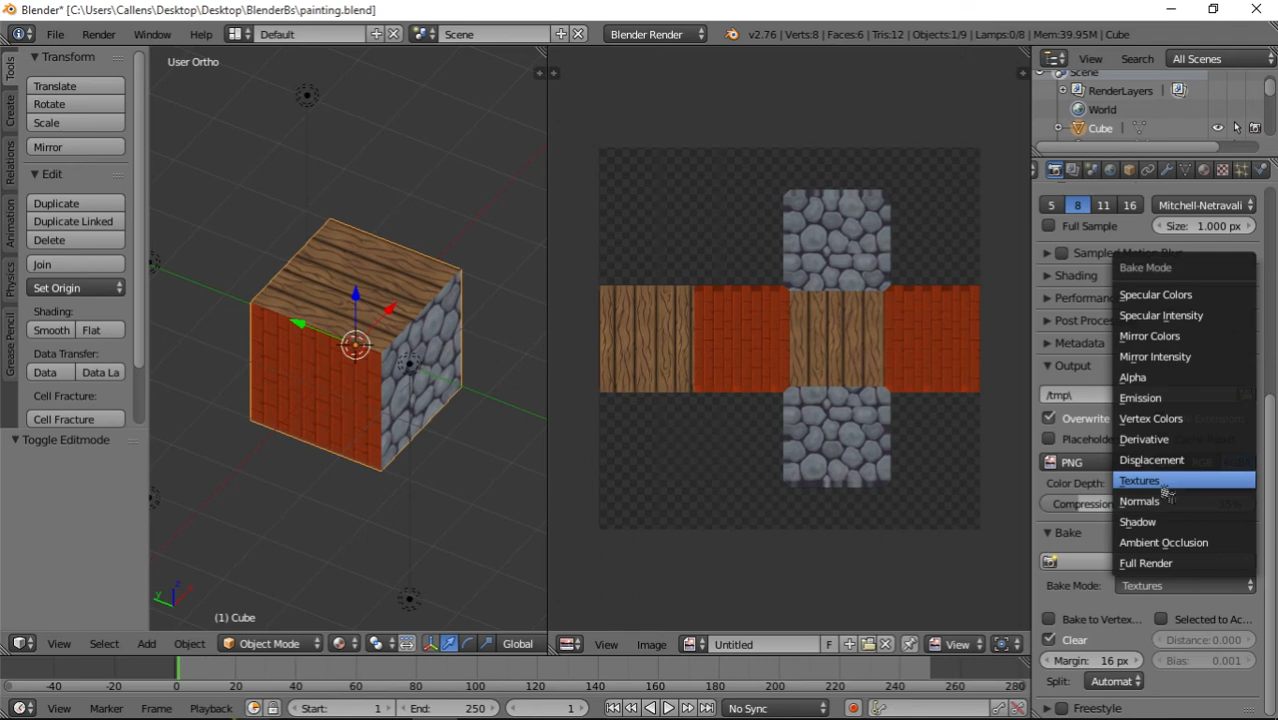 Blender* [C:\Users\Callens\Desktop\Desktop\BlenderBs\painting.blend]
File Render Window Help Default Scene Blender Render v2.76 | Verts:8 | Faces:6 | Tris:12 | Objects:1/9 | Lamps:0/8 | Mem:39.95M | Cube
Tools
Create
Relations
Animation
Physics
Grease Pencil
Transform
Translate
Rotate
Scale
Mirror
Edit
Duplicate
Duplicate Linked
Delete
Join
Set Origin
Shading:
Smooth Flat
Data Transfer:
Data Data La
Cell Fracture:
Cell Fracture
Toggle Editmode
User Ortho
(1) Cube
z
y
x
View Select Add Object Object Mode Global
View Image Untitled F View
View Search All Scenes
Scene
RenderLayers
World
Cube
5 8 11 16 Mitchell-Netravali
Full Sample Size: 1.000 px
Sampled Motion Blur
Shading
Performan
Post Proce
Metadata
Output
/tmp\
Overwrite
Placeholde
PNG
Color Depth:
Compression
Bake
Bake Mode
Specular Colors
Specular Intensity
Mirror Colors
Mirror Intensity
Alpha
Emission
Vertex Colors
Derivative
Displacement
Textures
Normals
Shadow
Ambient Occlusion
Full Render
Bake Mode: Textures
Bake to Vertex... Selected to Ac...
Clear Distance: 0.000
Margin: 16 px Bias: 0.001
Split: Automat
Freestyle
-40 -20 0 20 40 60 80 100 120 140 160 180 200 220 240 260 280
View Marker Frame Playback Start: 1 End: 250 1 No Sync